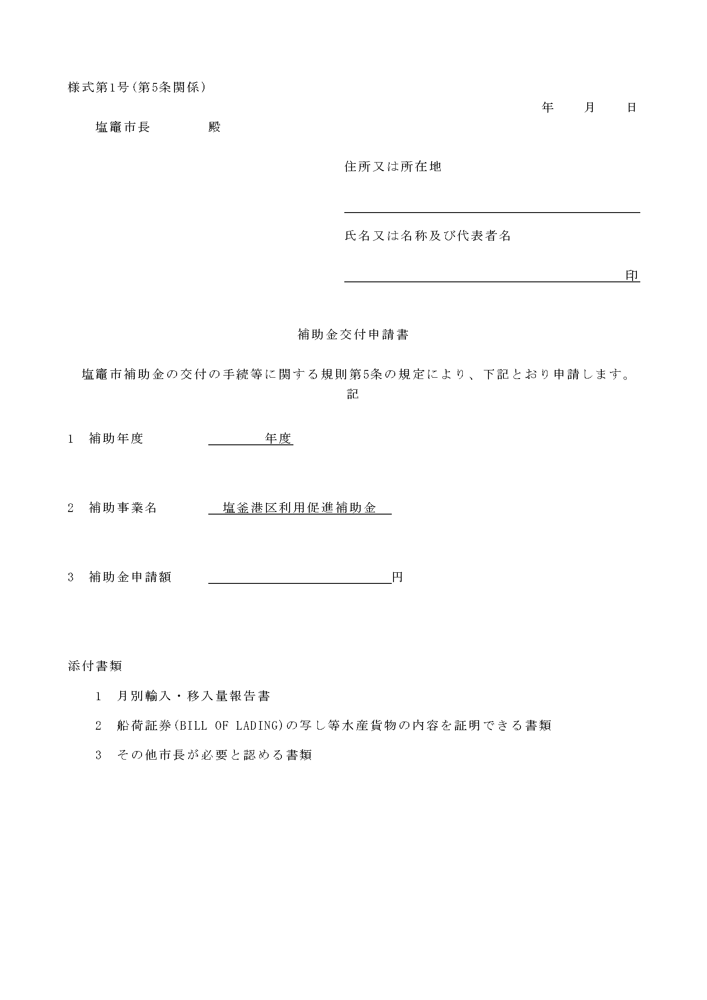 様式第1号(第5条関係)
年　　月　　日
塩竈市長　　　　殿
住所又は所在地
氏名又は名称及び代表者名
印
補助金交付申請書
塩竈市補助金の交付の手続等に関する規則第5条の規定により、下記とおり申請します。
記
1　補助年度　　　　　年度
2　補助事業名　　　　塩釜港区利用促進補助金
3　補助金申請額　　　　　円
添付書類
1　月別輸入・移入量報告書
2　船荷証券(BILL OF LADING)の写し等水産貨物の内容を証明できる書類
3　その他市長が必要と認める書類